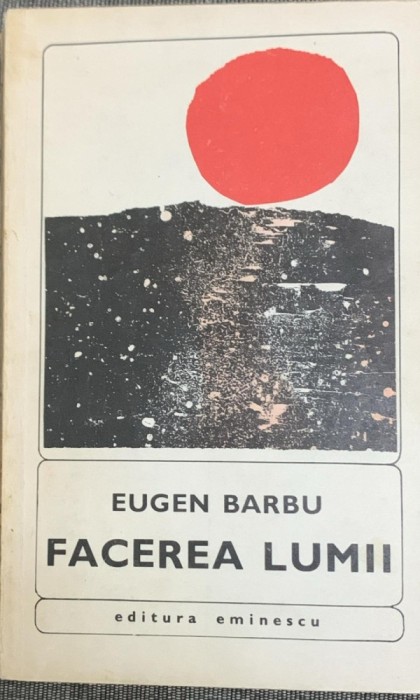 EUGEN BARBU
FACEREA LUMII
editura eminescu